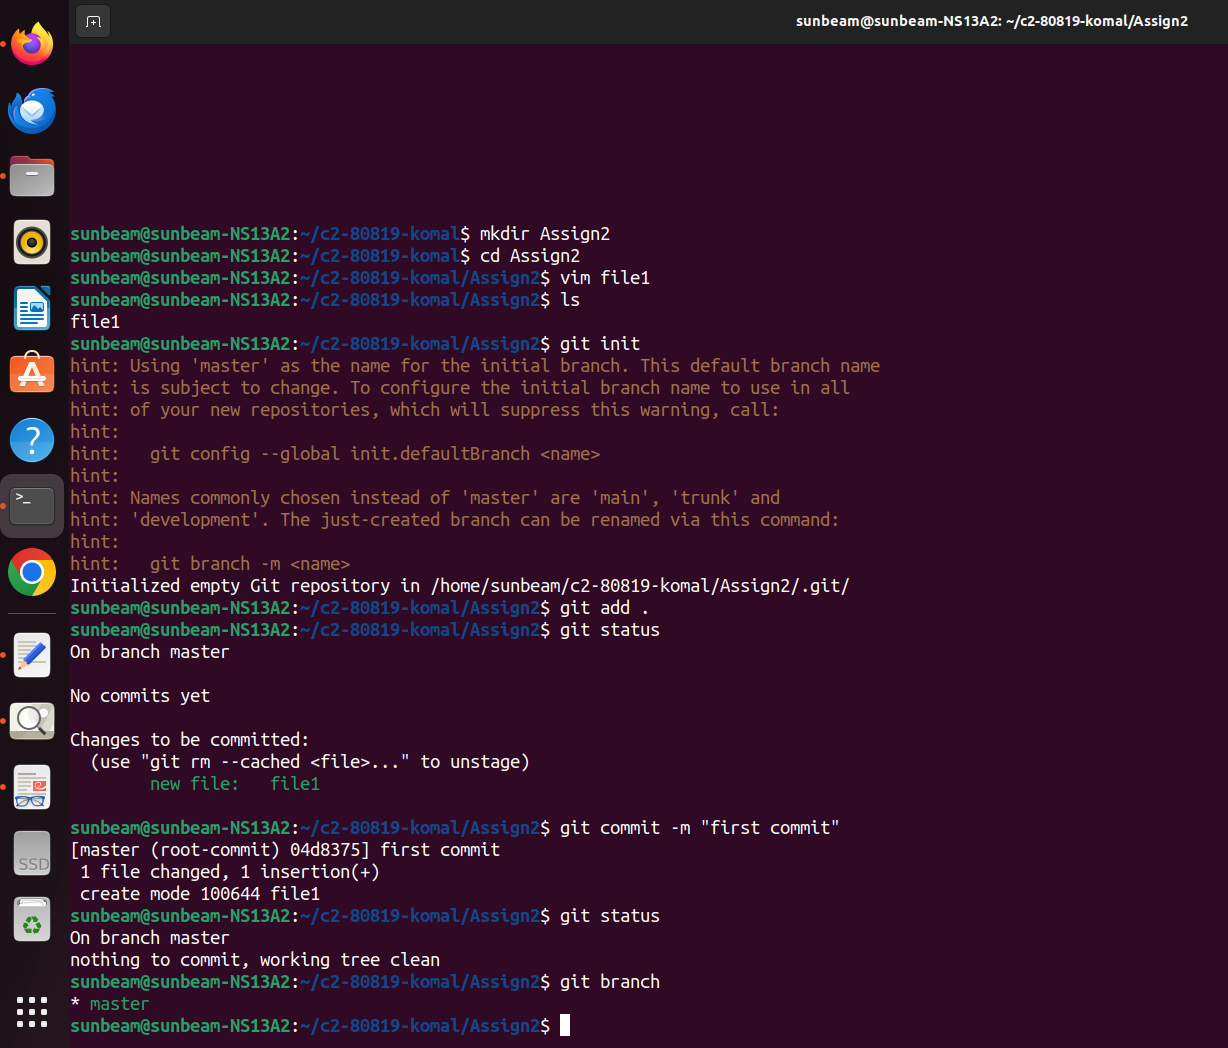 sunbeam@sunbeam-NS13A2: ~/c2-80819-komal/Assign2
sunbeam@sunbeam-NS13A2:~/c2-80819-komal$ mkdir Assign2
sunbeam@sunbeam-NS13A2:~/c2-80819-komal$ cd Assign2
sunbeam@sunbeam-NS13A2:~/c2-80819-komal/Assign2$ vim file1
sunbeam@sunbeam-NS13A2:~/c2-80819-komal/Assign2$ ls
file1
sunbeam@sunbeam-NS13A2:~/c2-80819-komal/Assign2$ git init
hint: Using 'master' as the name for the initial branch. This default branch name
hint: is subject to change. To configure the initial branch name to use in all
hint: of your new repositories, which will suppress this warning, call:
hint:
hint:   git config --global init.defaultBranch <name>
hint:
hint: Names commonly chosen instead of 'master' are 'main', 'trunk' and
hint: 'development'. The just-created branch can be renamed via this command:
hint:
hint:   git branch -m <name>
Initialized empty Git repository in /home/sunbeam/c2-80819-komal/Assign2/.git/
sunbeam@sunbeam-NS13A2:~/c2-80819-komal/Assign2$ git add .
sunbeam@sunbeam-NS13A2:~/c2-80819-komal/Assign2$ git status
On branch master
No commits yet
Changes to be committed:
  (use "git rm --cached <file>..." to unstage)
        new file:   file1
sunbeam@sunbeam-NS13A2:~/c2-80819-komal/Assign2$ git commit -m "first commit"
[master (root-commit) 04d8375] first commit
 1 file changed, 1 insertion(+)
 create mode 100644 file1
sunbeam@sunbeam-NS13A2:~/c2-80819-komal/Assign2$ git status
On branch master
nothing to commit, working tree clean
sunbeam@sunbeam-NS13A2:~/c2-80819-komal/Assign2$ git branch
* master
sunbeam@sunbeam-NS13A2:~/c2-80819-komal/Assign2$
SSD